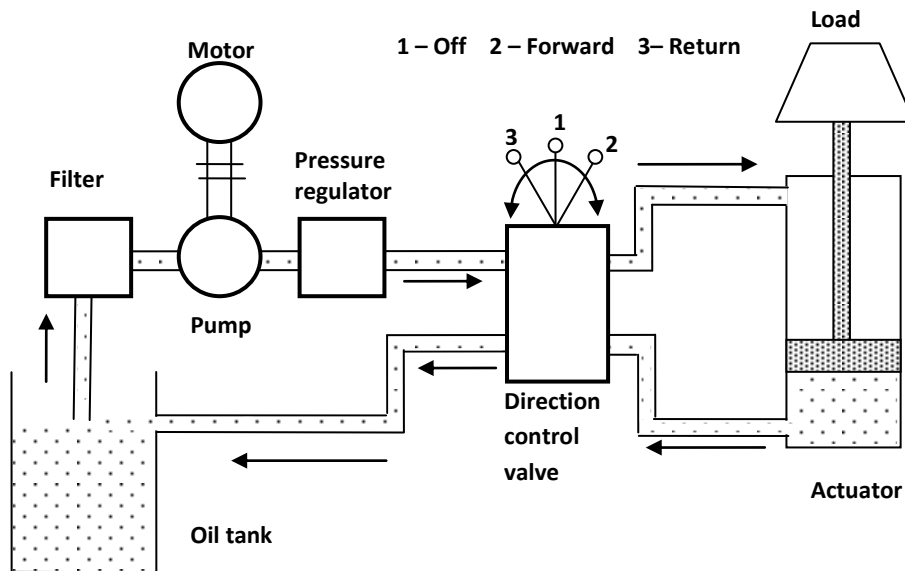 Load
Motor
1 – Off 2 – Forward 3– Return
1
3
2
Pressure
regulator
Filter
Pump
Direction
control
valve
Actuator
Oil tank